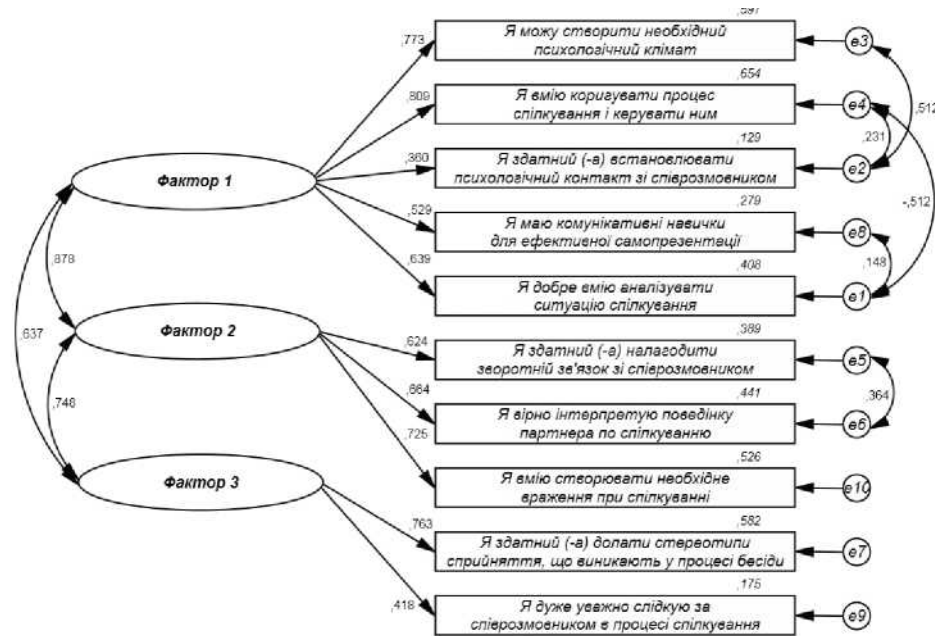 ,597
Я можу створити необхідний
психологічний клімат
,773
e3
,654
Я вмію коригувати процес
спілкування і керувати ним
,809
e4
,512
,231
,129
Я здатний (-а) встановлювати
психологічний контакт зі співрозмовником
,360
e2
Фактор 1
-,512
,279
Я маю комунікативні навички
для ефективної самопрезентації
,529
e8
,148
,408
Я добре вмію аналізувати
ситуацію спілкування
,639
e1
,878
,637
Фактор 2
,389
Я здатний (-а) налагодити
зворотній зв'язок зі співрозмовником
,624
e5
,364
,441
Я вірно інтерпретую поведінку
партнера по спілкуванню
,664
e6
,746
,526
Я вмію створювати необхідне
враження при спілкуванні
,725
e10
Фактор 3
,582
Я здатний (-а) долати стереотипи
сприйняття, що виникають у процесі бесіди
,763
e7
,175
Я дуже уважно слідкую за
співрозмовником в процесі спілкування
,418
e9